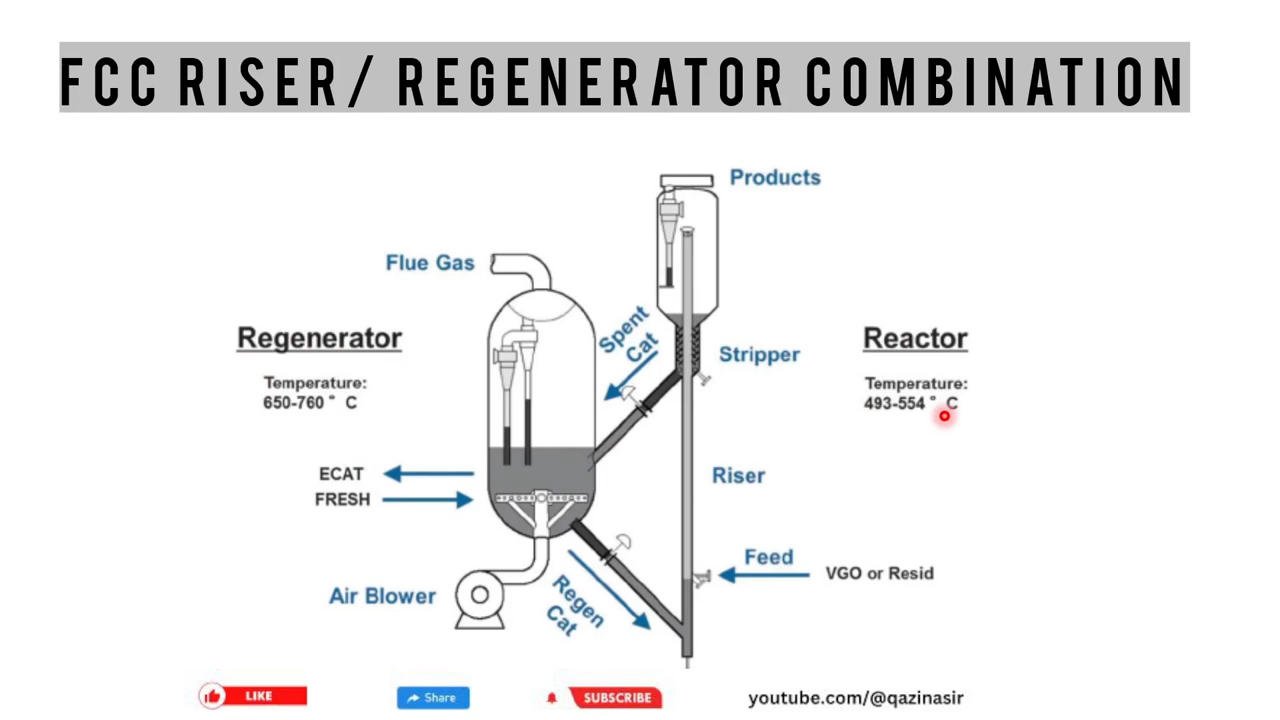 FCC RISER/ REGENERATOR COMBINATION
Products
Flue Gas
Spent
Cat
Regenerator
Temperature:
650-760 ° C
Stripper
Reactor
Temperature:
493-554 ° C
ECAT
FRESH
Riser
Feed
VGO or Resid
Air Blower
Regen
Cat
LIKE
Share
SUBSCRIBE
youtube.com/@qazinasir